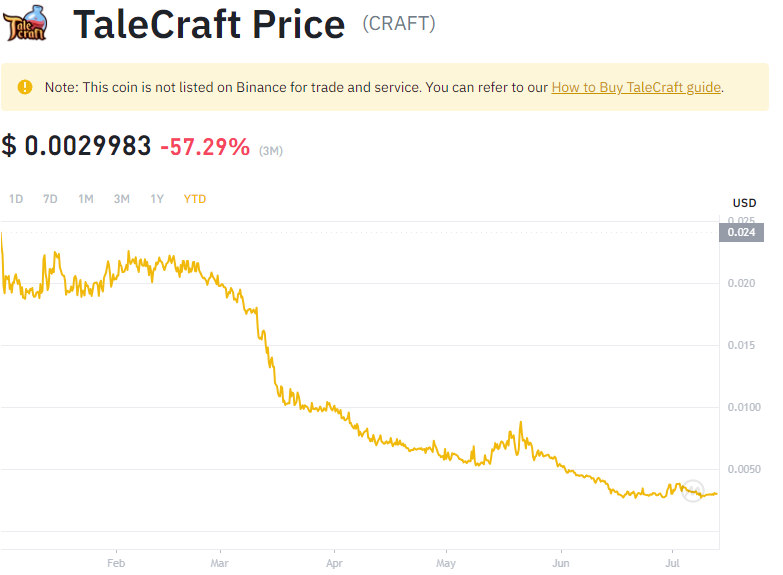 Tale Craft
TaleCraft Price (CRAFT)
Note: This coin is not listed on Binance for trade and service. You can refer to our How to Buy TaleCraft guide.
$ 0.0029983 -57.29% (3M)
1D 7D 1M 3M 1Y YTD
USD
0.025
0.024
0.020
0.015
0.0100
0.0050
Feb Mar Apr May Jun Jul